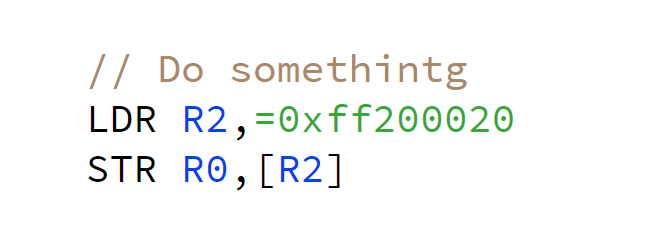 // Do somethintg
LDR R2,=0xff200020
STR R0,[R2]